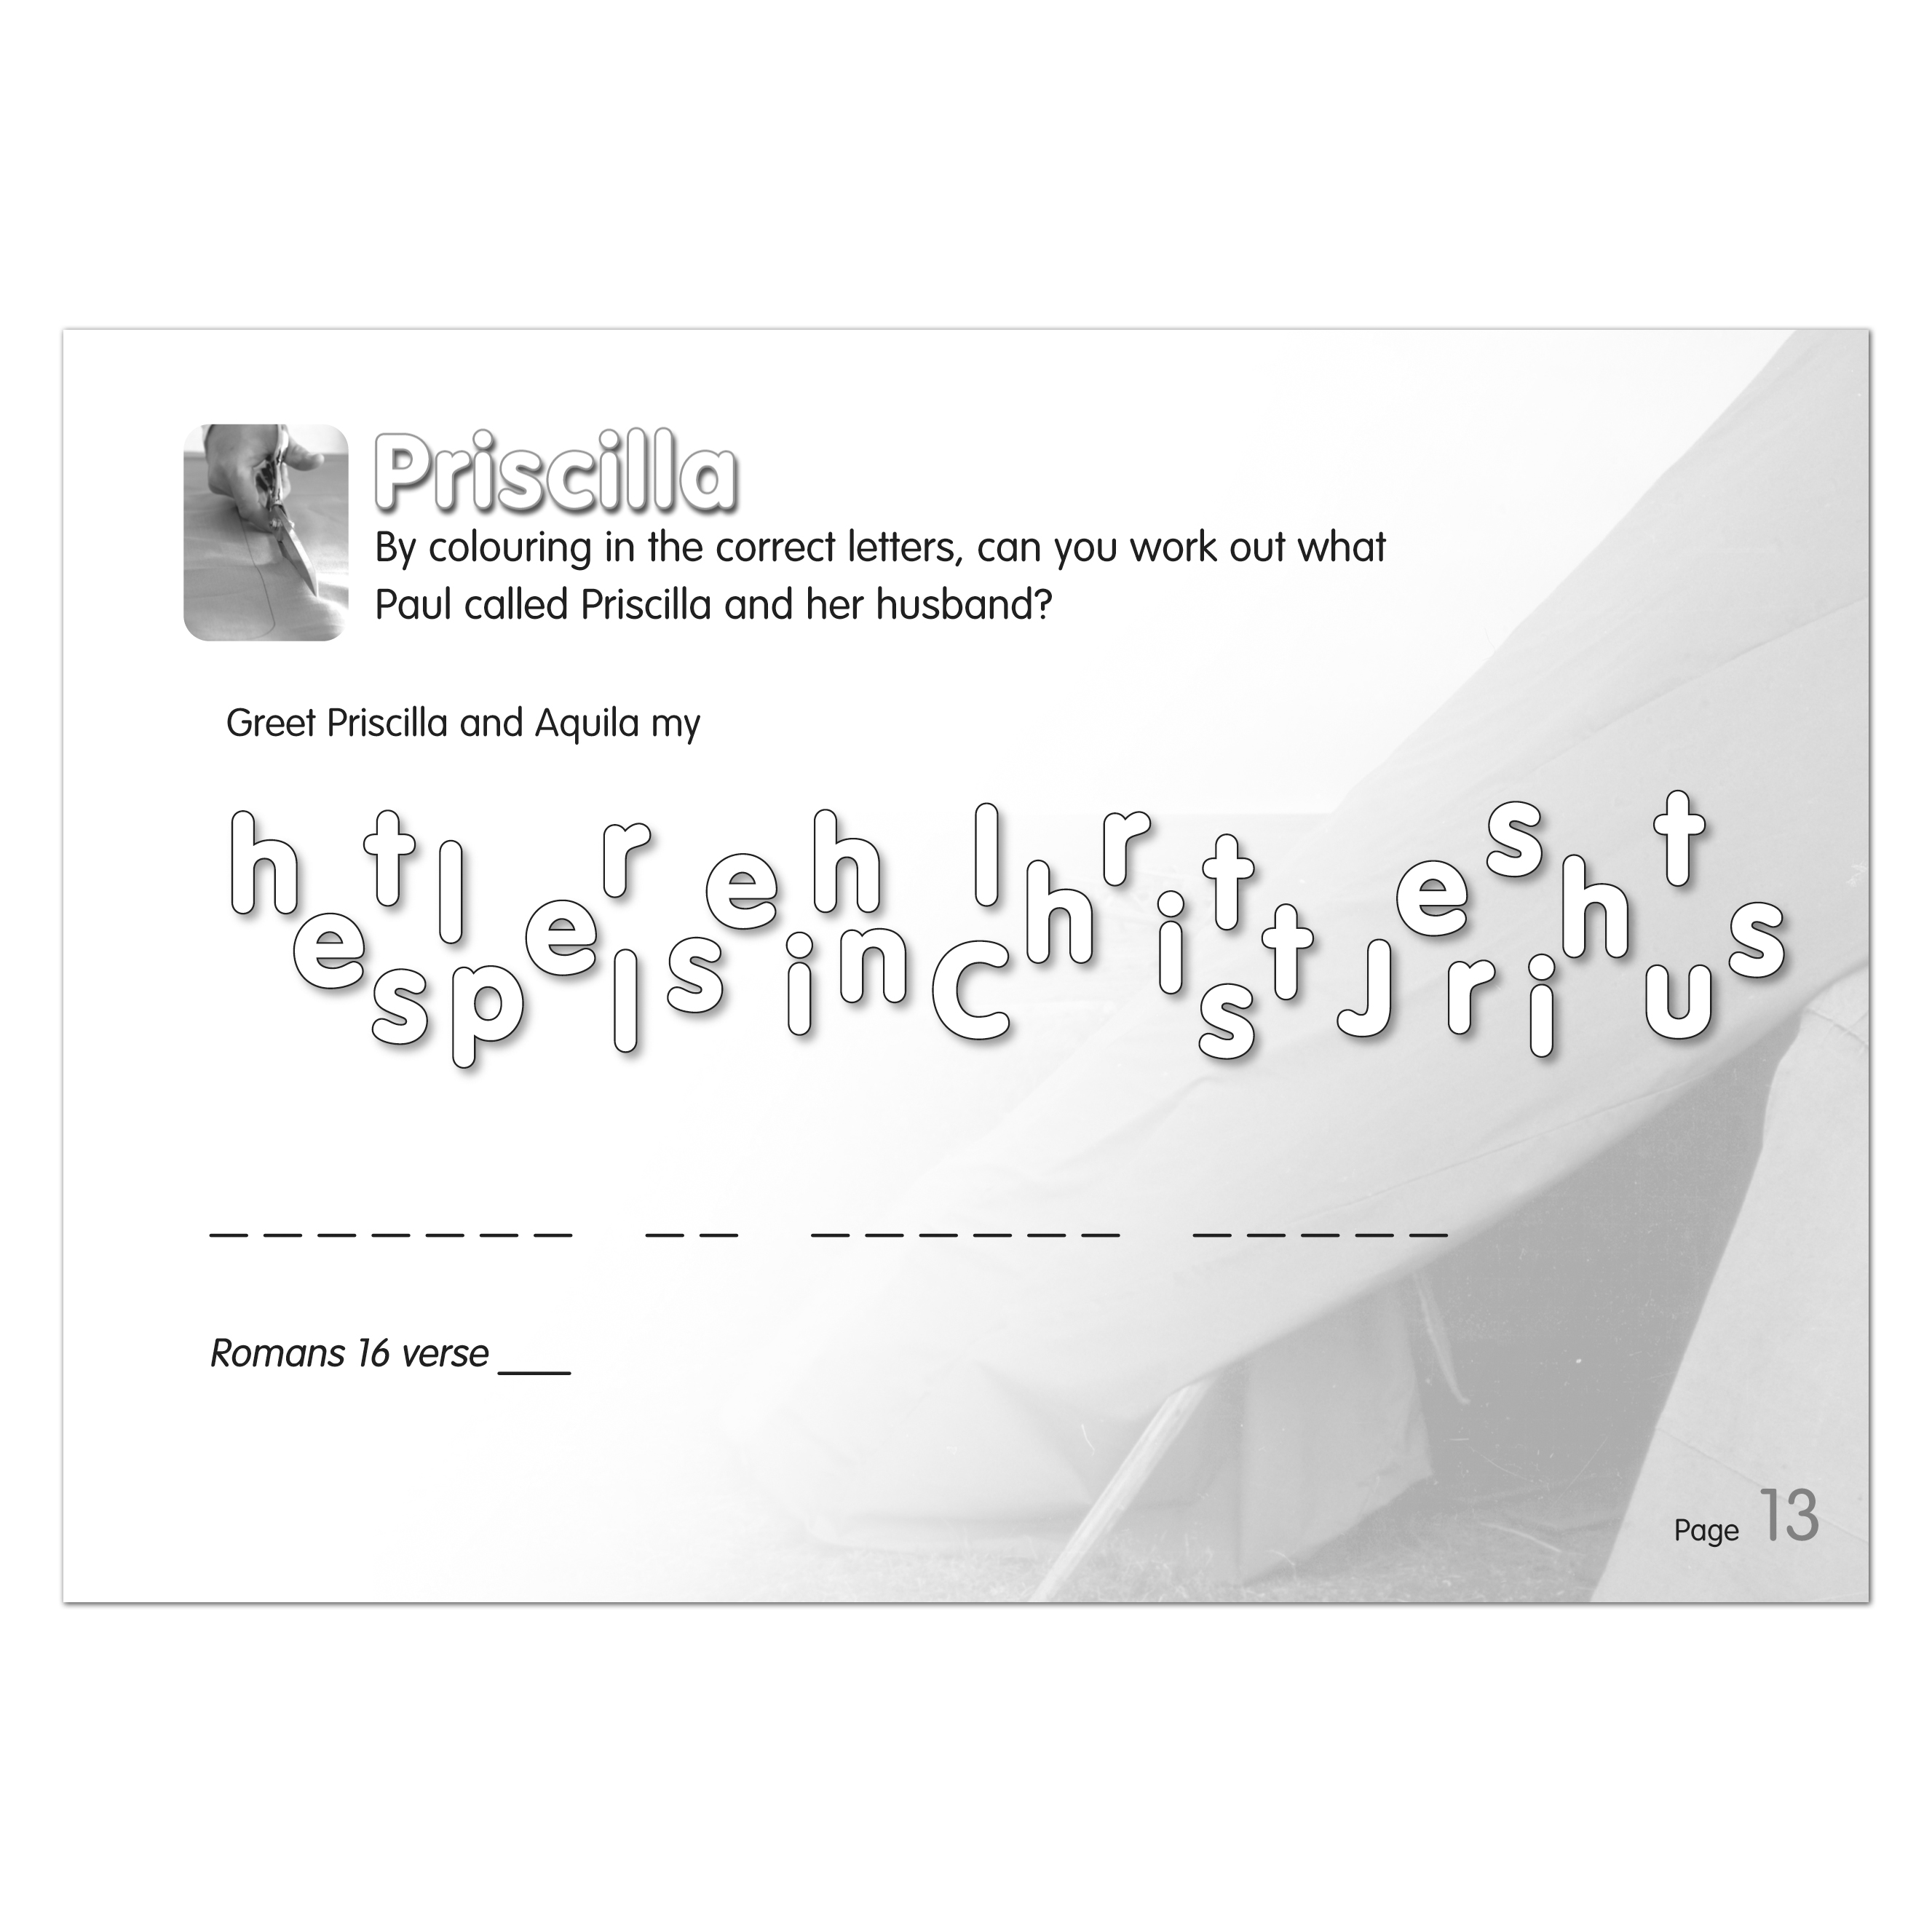 Priscilla
By colouring in the correct letters, can you work out what
Paul called Priscilla and her husband?
Greet Priscilla and Aquila my
h e t s l p e r l s e h i n C l h r i t s t J e r s i h t u s
_ _ _ _ _ _ _ _ _ _ _ _ _ _ _ _ _ _ _ _
Romans 16 verse ___
Page 13